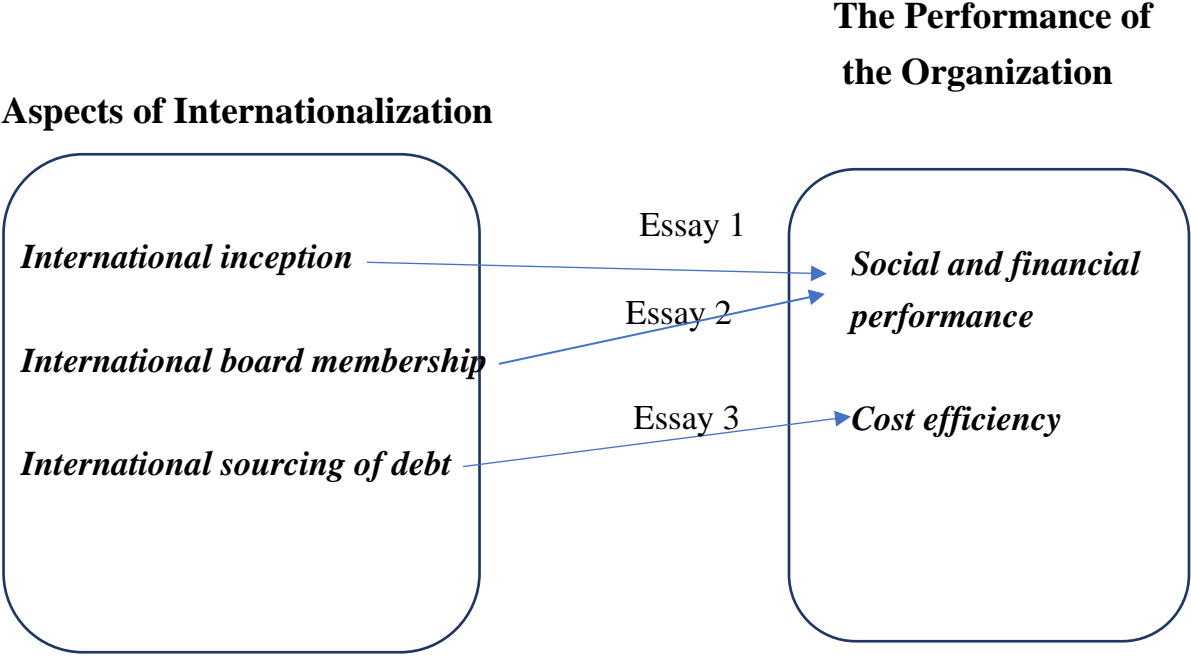 The Performance of
the Organization
Aspects of Internationalization
Essay 1
International inception
Social and financial
performance
Essay 2
International board membership
Essay 3
Cost efficiency
International sourcing of debt